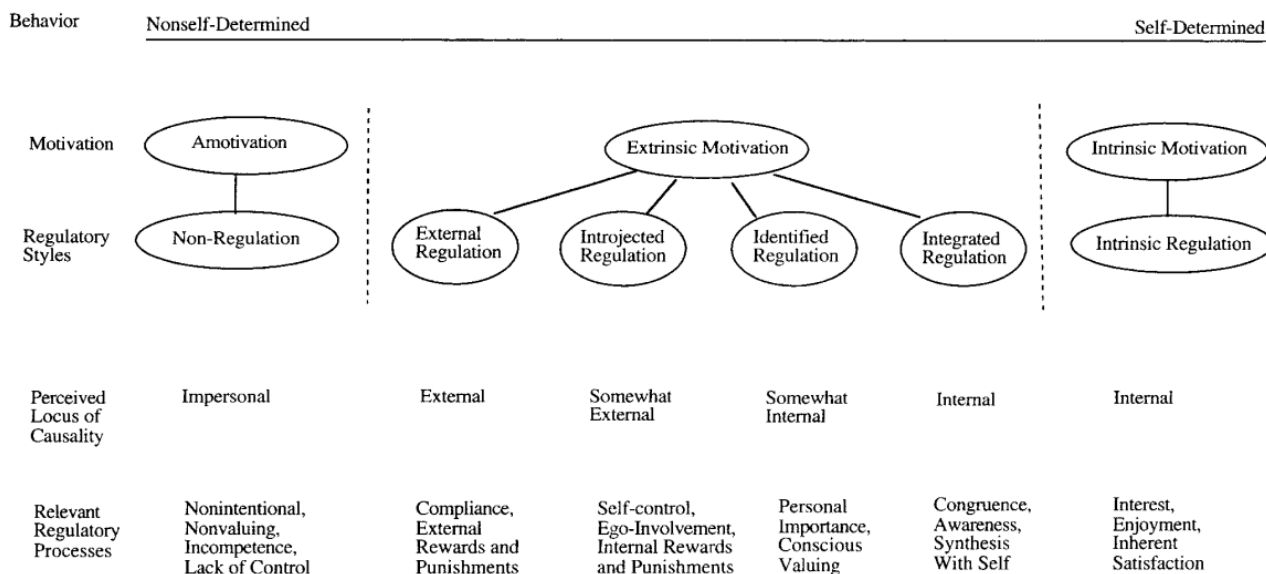 Behavior
Nonself-Determined
Self-Determined
Motivation
Amotivation
Extrinsic Motivation
Intrinsic Motivation
Regulatory
Styles
Non-Regulation
External
Regulation
Introjected
Regulation
Identified
Regulation
Integrated
Regulation
Intrinsic Regulation
Perceived
Locus of
Causality
Impersonal
External
Somewhat
External
Somewhat
Internal
Internal
Internal
Relevant
Regulatory
Processes
Nonintentional,
Nonvaluing,
Incompetence,
Lack of Control
Compliance,
External
Rewards and
Punishments
Self-control,
Ego-Involvement,
Internal Rewards
and Punishments
Personal
Importance,
Conscious
Valuing
Congruence,
Awareness,
Synthesis
With Self
Interest,
Enjoyment,
Inherent
Satisfaction